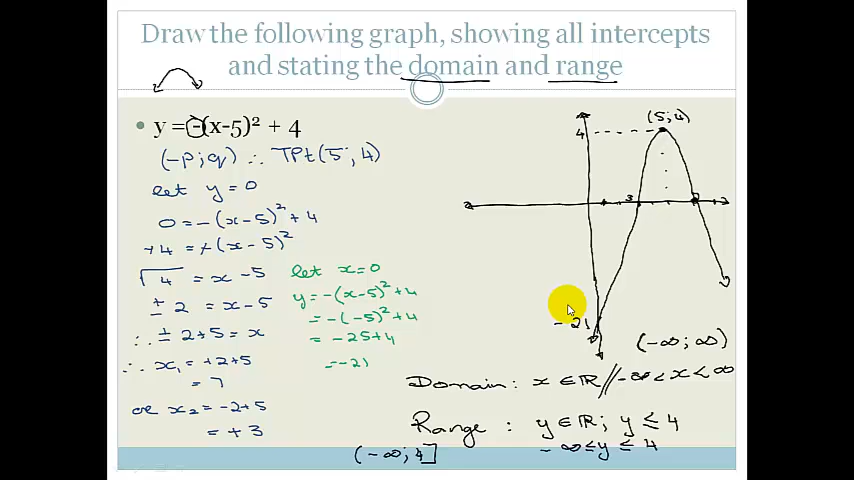 Draw the following graph, showing all intercepts
and stating the domain and range
y = -(x-5)² + 4
(-p; q) ∴ TPt (5; 4)
let y = 0
0 = -(x-5)² + 4
+4 = +(x-5)²
√4 = x-5
± 2 = x-5
∴ ± 2+5 = x
∴ x₁ = +2+5
= 7
or x₂ = -2+5
= +3
let x=0
y = -(x-5)² + 4
= -(-5)² + 4
= -25+4
= -21
(5; 4)
4
3
-21
(-∞; ∞)
Domain: x ∈ ℝ // -∞ < x < ∞
Range : y ∈ ℝ; y ≤ 4
-∞ ≤ y ≤ 4
(-∞; 4]